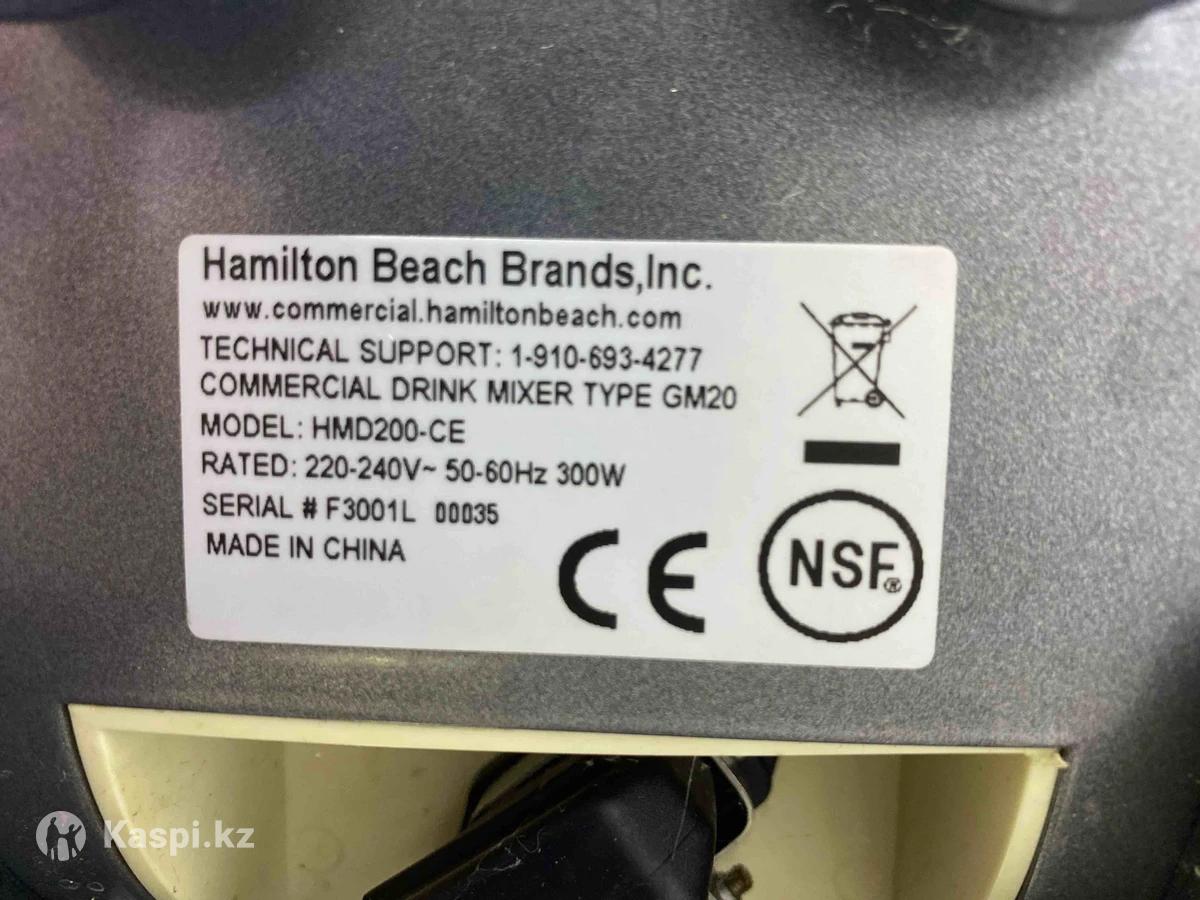 Hamilton Beach Brands,Inc.
www.commercial.hamiltonbeach.com
TECHNICAL SUPPORT: 1-910-693-4277
COMMERCIAL DRINK MIXER TYPE GM20
MODEL: HMD200-CE
RATED: 220-240V~ 50-60Hz 300W
SERIAL # F3001L 00035
MADE IN CHINA
CE
NSF®
Kaspi.kz